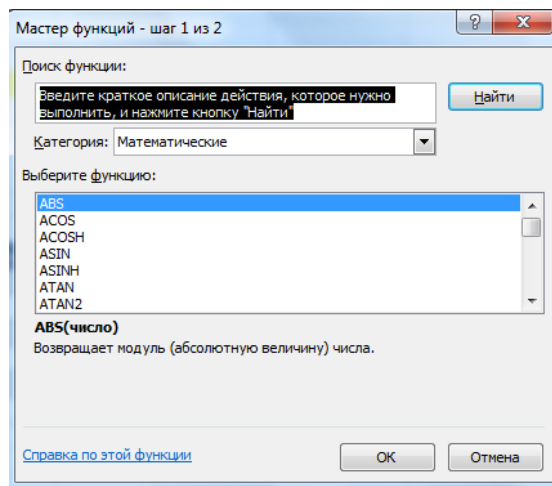 Мастер функций - шаг 1 из 2
Поиск функции:
Введите краткое описание действия, которое нужно
выполнить, и нажмите кнопку "Найти"
Найти
Категория: Математические
Выберите функцию:
ABS
ACOS
ACOSH
ASIN
ASINH
ATAN
ATAN2
ABS(число)
Возвращает модуль (абсолютную величину) числа.
Справка по этой функции
ОК
Отмена